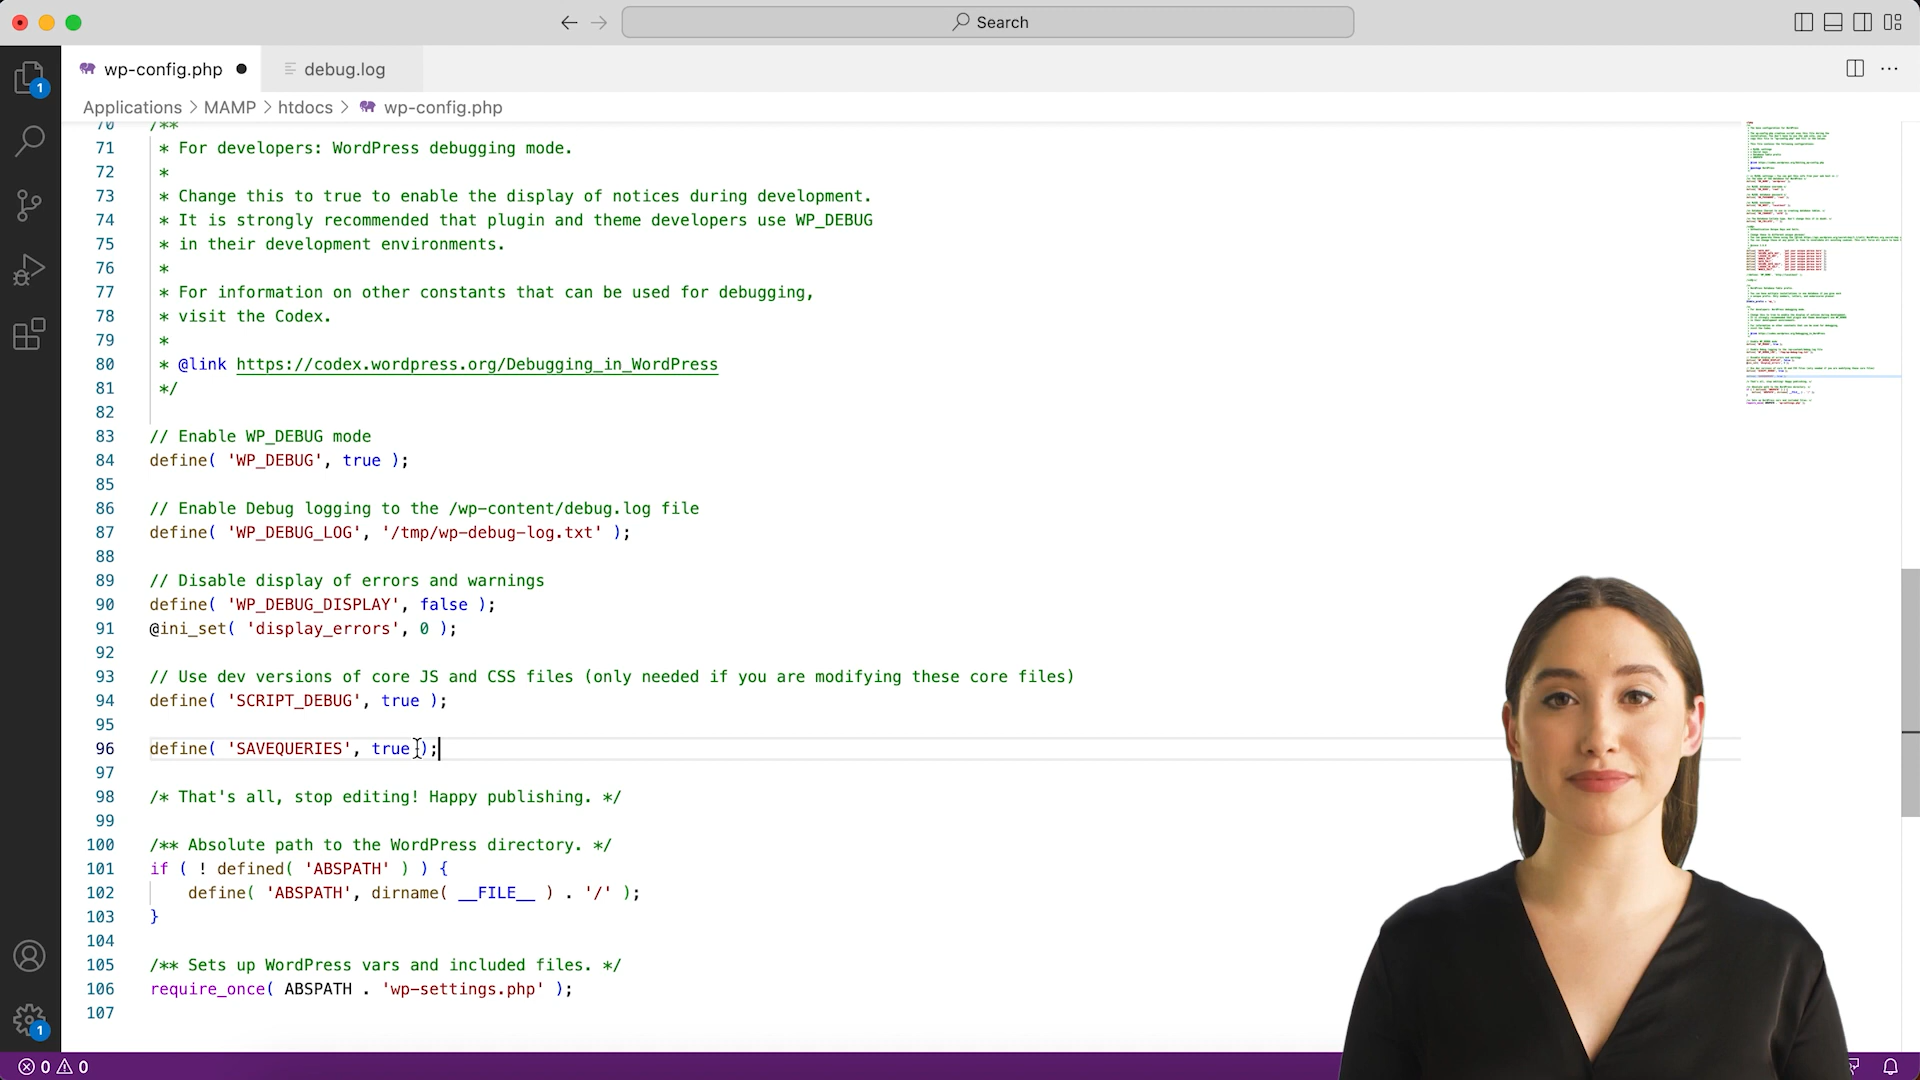 Search
wp-config.php
debug.log
1
Applications > MAMP > htdocs > wp-config.php
70 /**
71 * For developers: WordPress debugging mode.
72 *
73 * Change this to true to enable the display of notices during development.
74 * It is strongly recommended that plugin and theme developers use WP_DEBUG
75 * in their development environments.
76 *
77 * For information on other constants that can be used for debugging,
78 * visit the Codex.
79 *
80 * @link https://codex.wordpress.org/Debugging_in_WordPress
81 */
82
83 // Enable WP_DEBUG mode
84 define( 'WP_DEBUG', true );
85
86 // Enable Debug logging to the /wp-content/debug.log file
87 define( 'WP_DEBUG_LOG', '/tmp/wp-debug-log.txt' );
88
89 // Disable display of errors and warnings
90 define( 'WP_DEBUG_DISPLAY', false );
91 @ini_set( 'display_errors', 0 );
92
93 // Use dev versions of core JS and CSS files (only needed if you are modifying these core files)
94 define( 'SCRIPT_DEBUG', true );
95
96 define( 'SAVEQUERIES', true );
97
98 /* That's all, stop editing! Happy publishing. */
99
100 /** Absolute path to the WordPress directory. */
101 if ( ! defined( 'ABSPATH' ) ) {
102 define( 'ABSPATH', dirname( __FILE__ ) . '/' );
103 }
104
105 /** Sets up WordPress vars and included files. */
106 require_once( ABSPATH . 'wp-settings.php' );
107
1
0 0